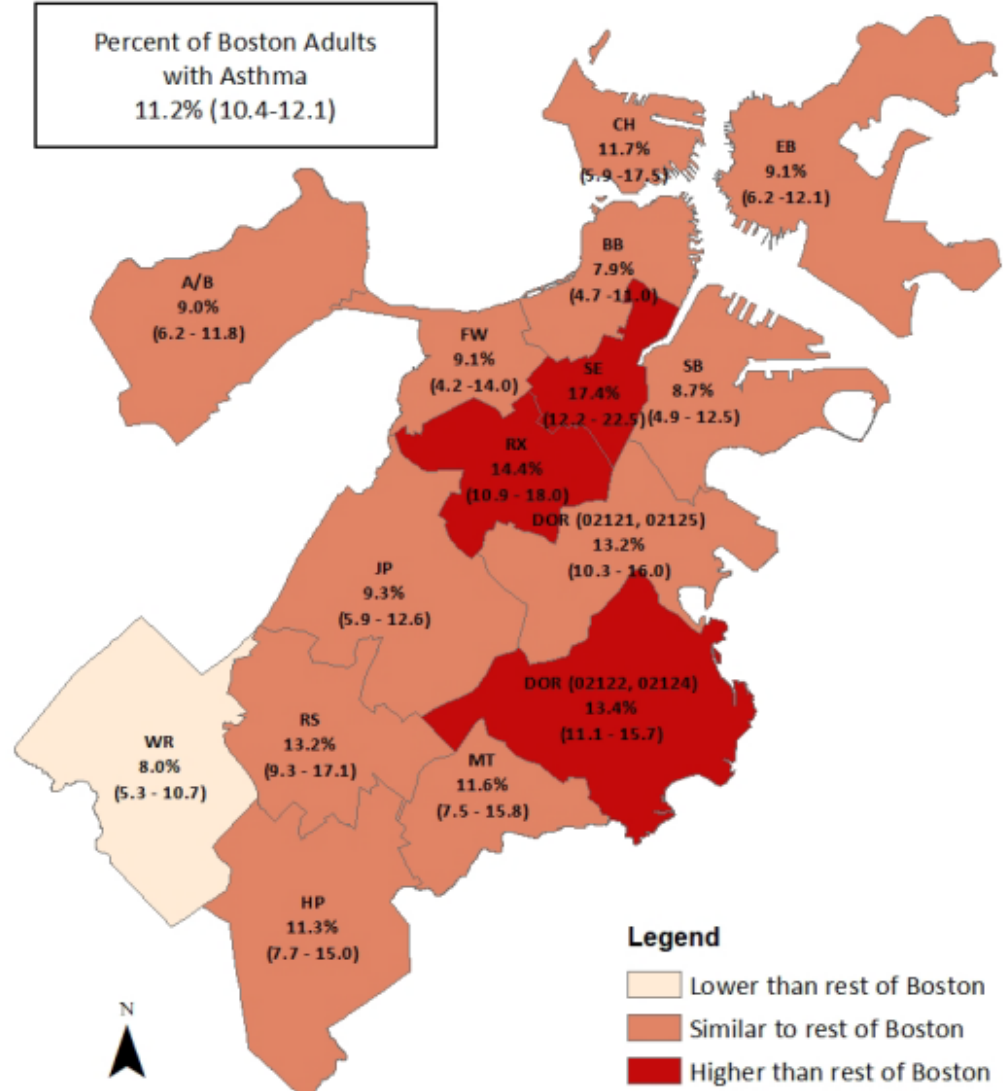 Percent of Boston Adults
with Asthma
11.2% (10.4-12.1)
CH
11.7%
(5.9 -17.5)
EB
9.1%
(6.2 -12.1)
BB
7.9%
(4.7 -11.0)
A/B
9.0%
(6.2 - 11.8)
FW
9.1%
(4.2 -14.0)
SE
17.4%
(12.2 - 22.5)
SB
8.7%
(4.9 - 12.5)
RX
14.4%
(10.9 - 18.0)
DOR (02121, 02125)
13.2%
(10.3 - 16.0)
JP
9.3%
(5.9 - 12.6)
DOR (02122, 02124)
13.4%
(11.1 - 15.7)
WR
8.0%
(5.3 - 10.7)
RS
13.2%
(9.3 - 17.1)
MT
11.6%
(7.5 - 15.8)
HP
11.3%
(7.7 - 15.0)
N
Legend
Lower than rest of Boston
Similar to rest of Boston
Higher than rest of Boston